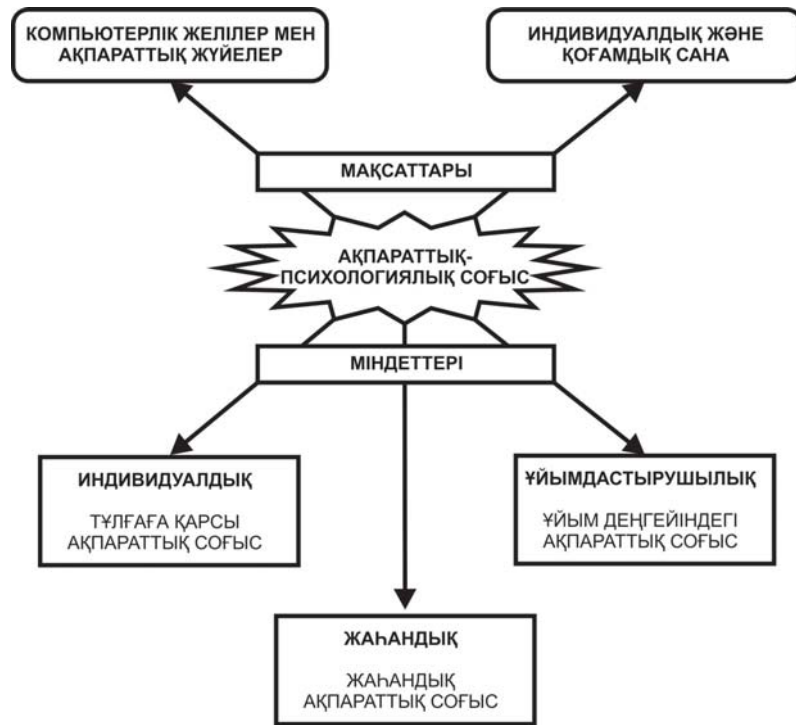 КОМПЬЮТЕРЛІК ЖЕЛІЛЕР МЕН
АҚПАРАТТЫҚ ЖҮЙЕЛЕР
ИНДИВИДУАЛДЫҚ ЖӘНЕ
ҚОҒАМДЫҚ САНА
МАҚСАТТАРЫ
АҚПАРАТТЫҚ-
ПСИХОЛОГИЯЛЫҚ СОҒЫС
МІНДЕТТЕРІ
ИНДИВИДУАЛДЫҚ
ТҰЛҒАҒА ҚАРСЫ
АҚПАРАТТЫҚ СОҒЫС
ҰЙЫМДАСТЫРУШЫЛЫҚ
ҰЙЫМ ДЕҢГЕЙІНДЕГІ
АҚПАРАТТЫҚ СОҒЫС
ЖАҺАНДЫҚ
ЖАҺАНДЫҚ
АҚПАРАТТЫҚ СОҒЫС